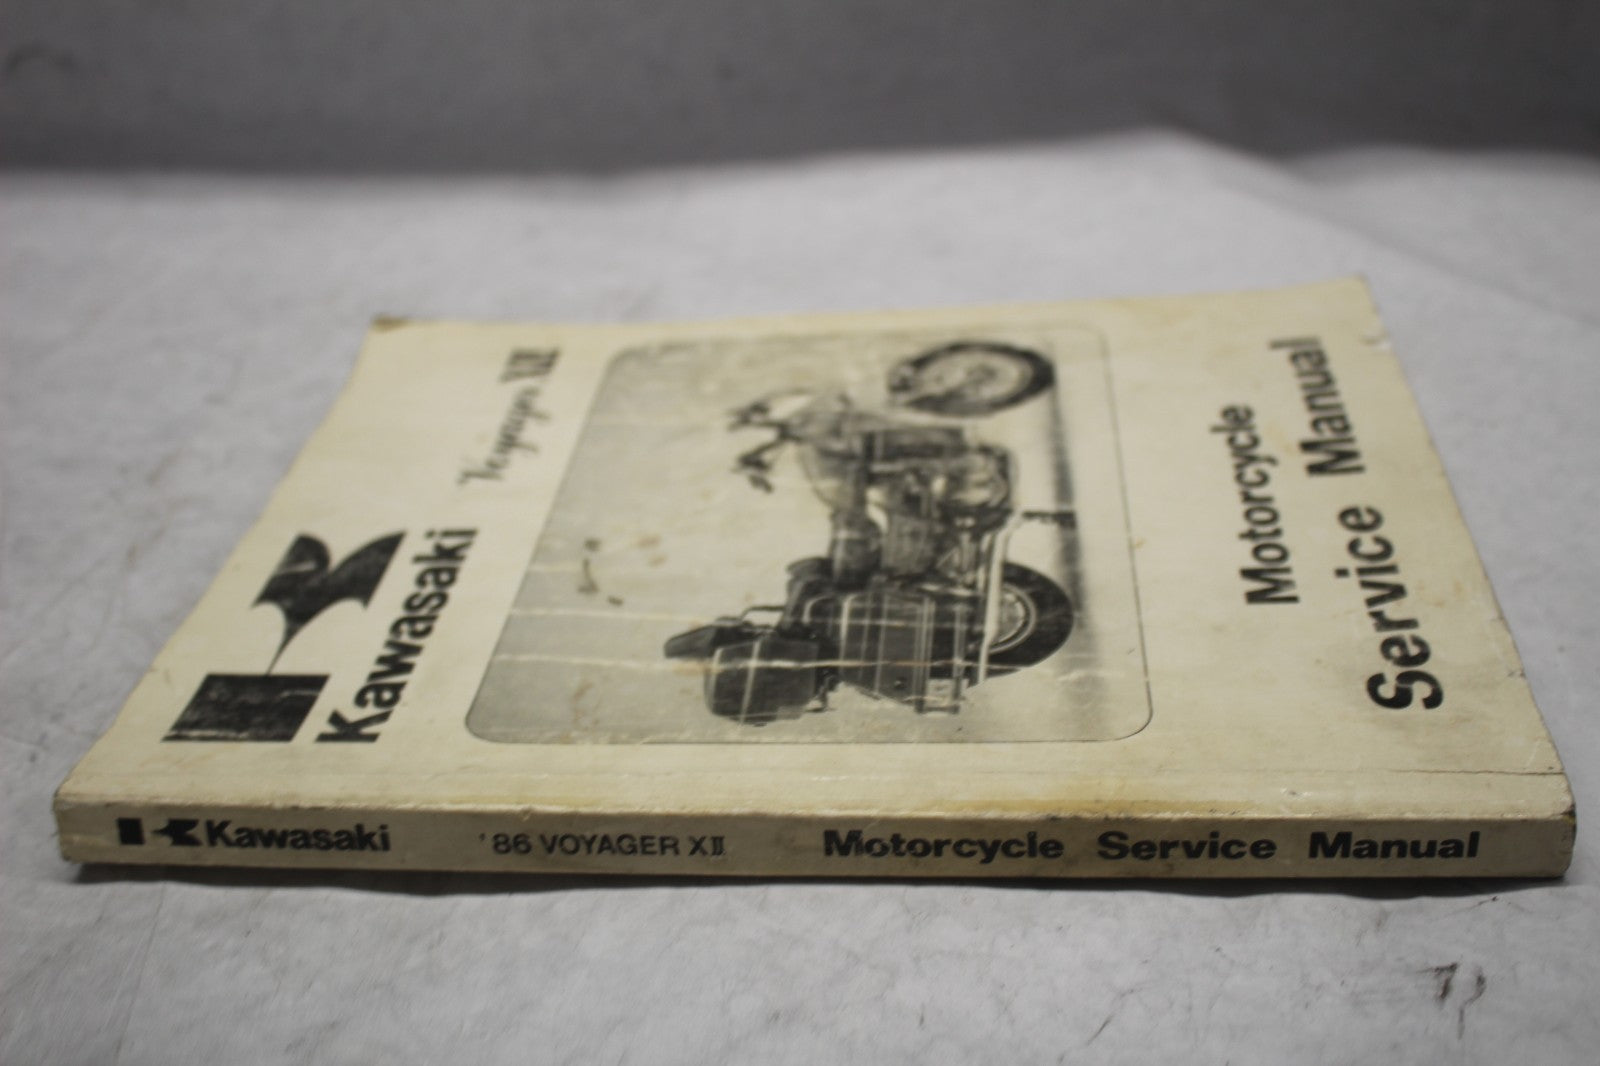 Kawasaki
Voyager XII
Motorcycle
Service Manual
Kawasaki '86 VOYAGER XII Motorcycle Service Manual